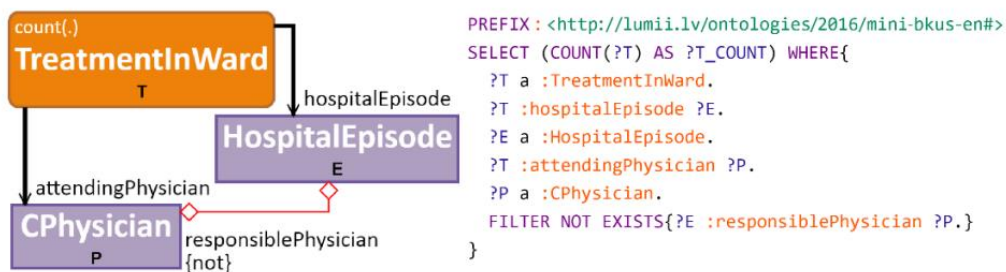 count(.)
TreatmentInWard
T
hospitalEpisode
HospitalEpisode
E
attendingPhysician
CPhysician
P
responsiblePhysician
{not}
PREFIX : <http://lumii.lv/ontologies/2016/mini-bkus-en#>
SELECT (COUNT(?T) AS ?T_COUNT) WHERE{
?T a :TreatmentInWard.
?T :hospitalEpisode ?E.
?E a :HospitalEpisode.
?T :attendingPhysician ?P.
?P a :CPhysician.
FILTER NOT EXISTS{?E :responsiblePhysician ?P.}
}